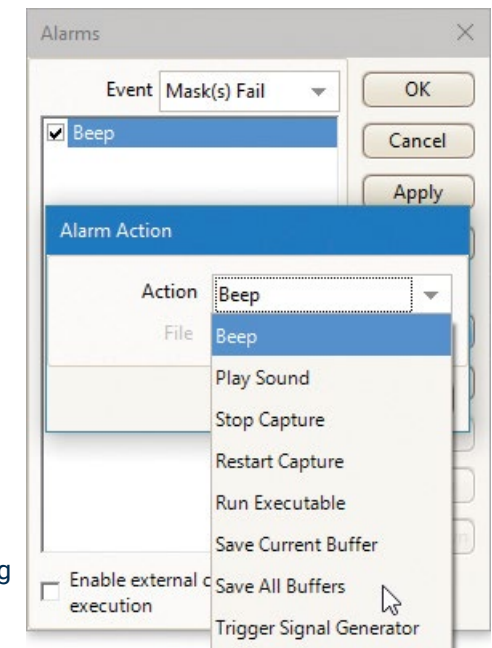 Alarms
Event Mask(s) Fail
OK
Beep
Cancel
Apply
Alarm Action
Action Beep
File
Beep
Play Sound
Stop Capture
Restart Capture
Run Executable
Save Current Buffer
Save All Buffers
Trigger Signal Generator
g
Enable external
execution